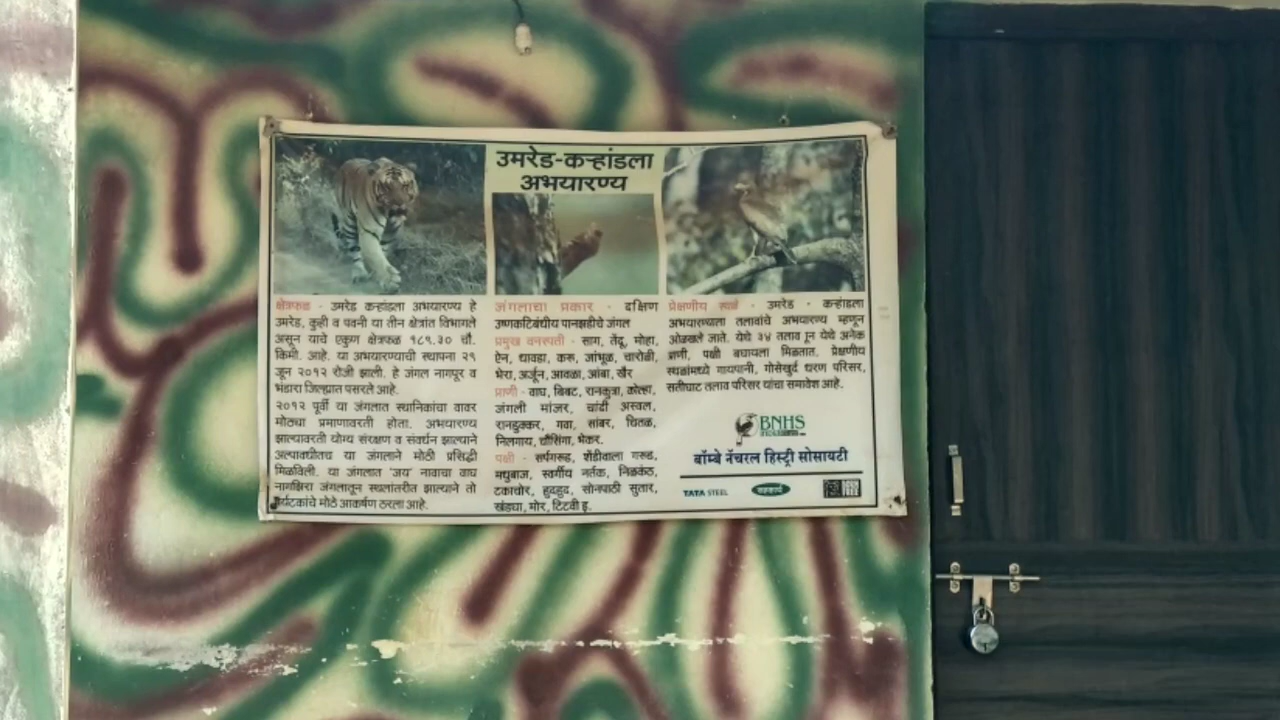 उमरेड-कऱ्हांडला
अभयारण्य
क्षेत्रफळ - उमरेड कऱ्हांडला अभयारण्य हे
उमरेड, कुही व पवनी या तीन क्षेत्रांत विभागले
असून याचे एकुण क्षेत्रफळ १८९.३० चौ.
किमी. आहे. या अभयारण्याची स्थापना २९
जून २०१२ रोजी झाली. हे जंगल नागपूर व
भंडारा जिल्ह्यात पसरले आहे.
२०१२ पूर्वी या जंगलात स्थानिकांचा वावर
मोठ्या प्रमाणावरती होता. अभयारण्य
झाल्यावरती योग्य संरक्षण व संवर्धन झाल्याने
अल्पावधीतच या जंगलाने मोठी प्रसिद्धी
मिळविली. या जंगलात 'जय' नावाचा वाघ
नागझिरा जंगलातून स्थलांतरीत झाल्याने तो
पर्यटकांचे मोठे आकर्षण ठरला आहे.
जंगलाचा प्रकार - दक्षिण
उष्णकटिबंधीय पानझडीचे जंगल
प्रमुख वनस्पती - साग, तेंदू, मोहा,
ऐन, धावडा, करू, जांभूळ, चारोळी,
भेरा, अर्जून, आवळा, आंबा, खैर
प्राणी - वाघ, बिबट, रानकुत्रा, कोल्हा,
जंगली मांजर, चांदी अस्वल,
रानडुक्कर, गवा, सांबर, चितळ,
निलगाय, चौसिंगा, भेकर.
पक्षी - सर्पगरूड, शेंडीवाला गरूड,
मधुबाज, स्वर्गीय नर्तक, निळकंठ,
टकाचोर, हुदहुद, सोनपाठी सुतार,
खंड्या, मोर, टिटवी इ.
प्रेक्षणीय स्थळे - उमरेड - कऱ्हांडला
अभयारण्याला तलावांचे अभयारण्य म्हणून
ओळखले जाते. येथे ३४ तलाव असून येथे अनेक
प्राणी, पक्षी बघायला मिळतात. प्रेक्षणीय
स्थळांमध्ये गायपानी, गोसेखुर्द धरण परिसर,
सतीघाट तलाव परिसर यांचा समावेश आहे.
BNHS
बॉम्बे नॅचरल हिस्ट्री सोसायटी
TATA STEEL